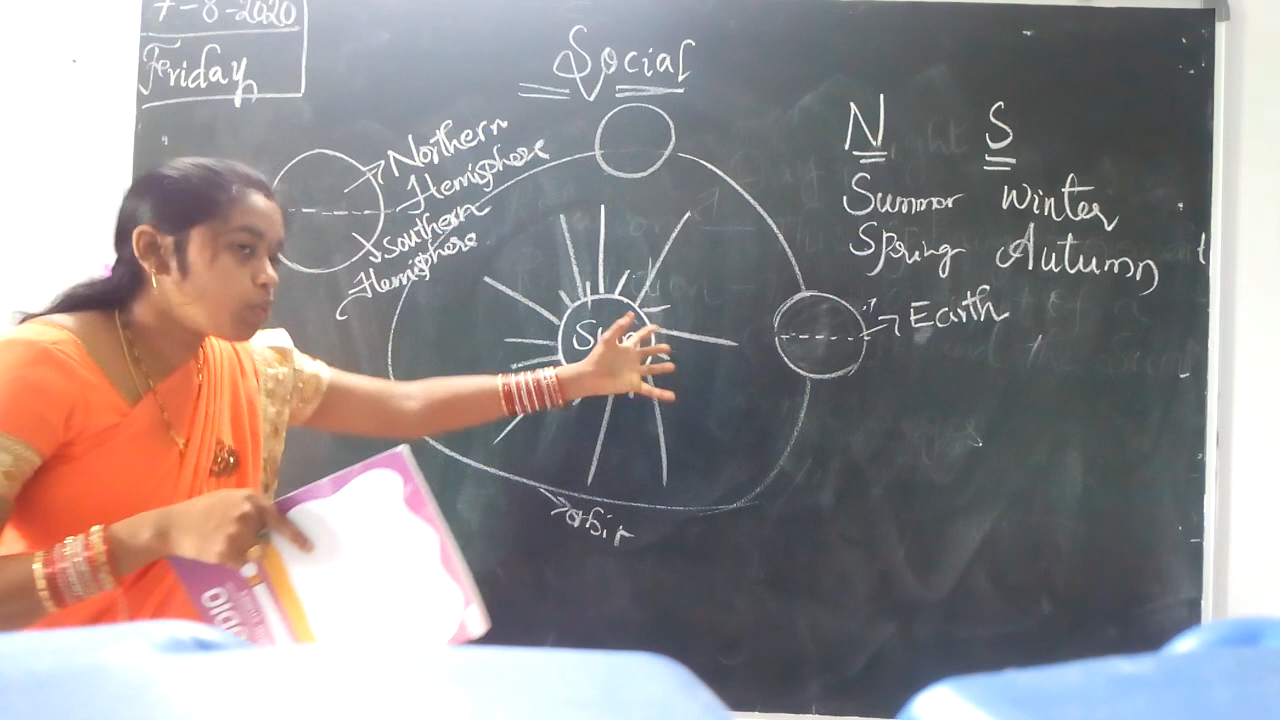 7-8-2020
Friday
Social
Northern
Hemisphere
Southern
Hemisphere
N S
Summer Winter
Spring Autumn
Earth
Sun
orbit